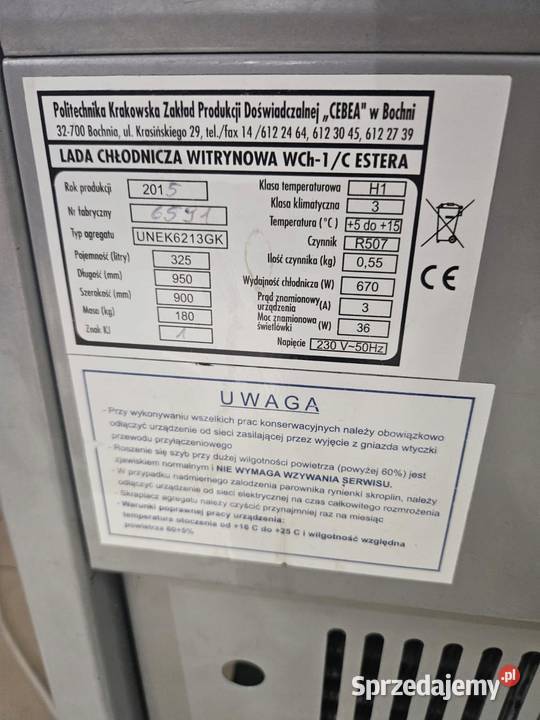 Politechnika Krakowska Zakład Produkcji Doświadczalnej „CEBEA" w Bochni
32-700 Bochnia, ul. Krasińskiego 29, tel./fax 14 /612 24 64, 612 30 45, 612 27 39
LADA CHŁODNICZA WITRYNOWA WCh-1/C ESTERA
Rok produkcji 2015
Nr fabryczny 6591
Typ agregatu UNEK6213GK
Pojemność (litry) 325
Długość (mm) 950
Szerokość (mm) 900
Masa (kg) 180
Znak KJ 1
Klasa temperaturowa H1
Klasa klimatyczna 3
Temperatura (°C) +5 do +15
Czynnik R507
Ilość czynnika (kg) 0,55
Wydajność chłodnicza (W) 670
Prąd znamionowy urządzenia (A) 3
Moc znamionowa świetlówki (W) 36
Napięcie 230 V~50Hz
CE
UWAGA
- Przy wykonywaniu wszelkich prac konserwacyjnych należy obowiązkowo
odłączyć urządzenie od sieci zasilającej przez wyjęcie z gniazda wtyczki
przewodu przyłączeniowego
- Roszenie się szyb przy dużej wilgotności powietrza (powyżej 60%) jest
zjawiskiem normalnym i NIE WYMAGA WZYWANIA SERWISU.
- W przypadku nadmiernego zalodzenia parownika rynienki skroplin, należy
odłączyć urządzenie od sieci elektrycznej na czas całkowitego rozmrożenia
- Skraplacz agregatu należy czyścić przynajmniej raz na miesiąc
- Warunki poprawnej pracy urządzenia:
temperatura otoczenia od +16 C do +25 C i wilgotność względna
powietrza 60±5%
Sprzedajemy.pl